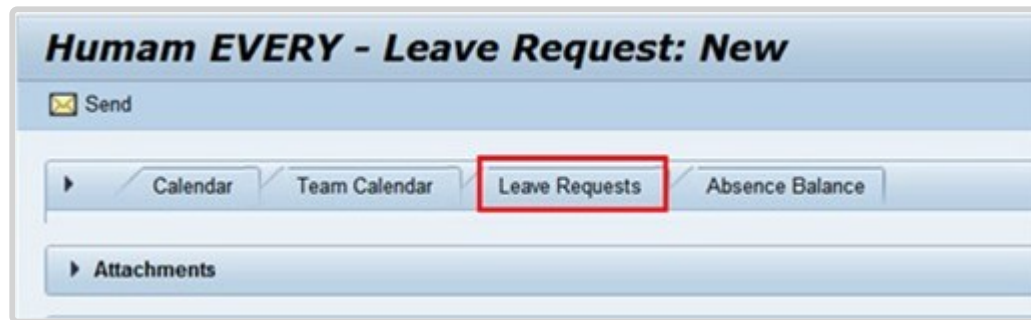 Humam EVERY - Leave Request: New
Send
Calendar Team Calendar Leave Requests Absence Balance
Attachments